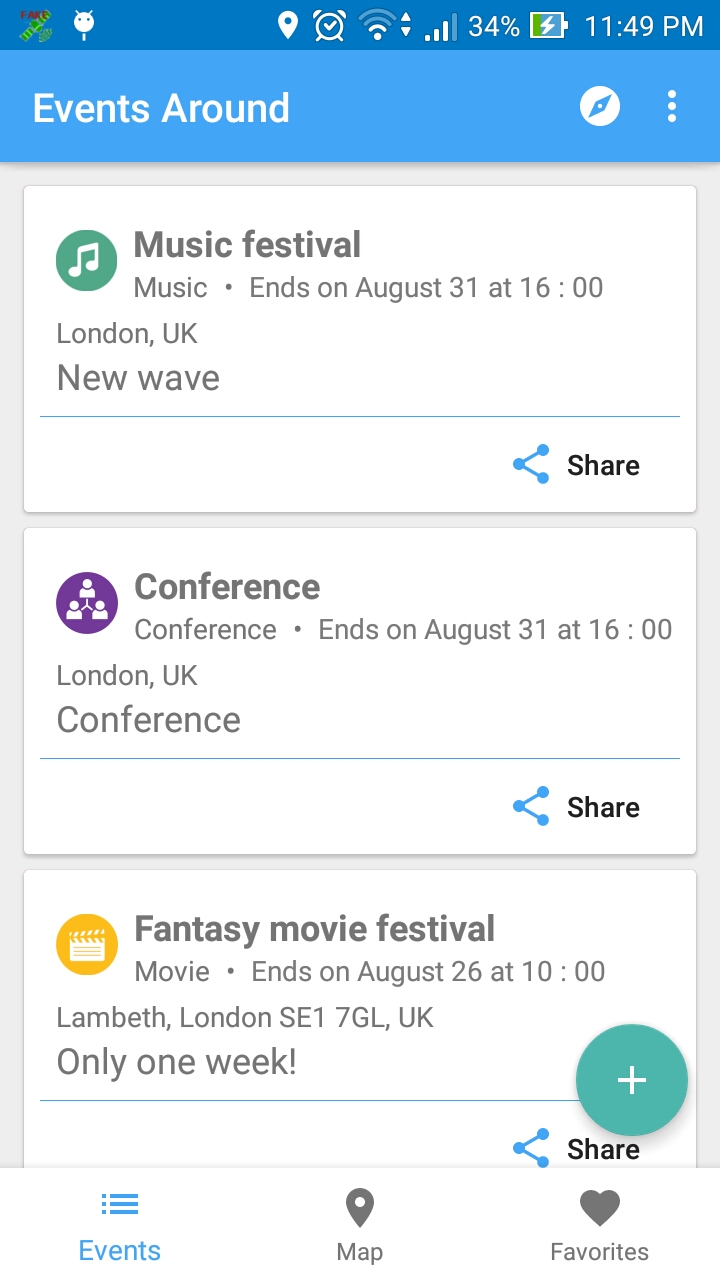 FAKE
34% 11:49 PM
Events Around
Music festival
Music • Ends on August 31 at 16 : 00
London, UK
New wave
Share
Conference
Conference • Ends on August 31 at 16 : 00
London, UK
Conference
Share
Fantasy movie festival
Movie • Ends on August 26 at 10 : 00
Lambeth, London SE1 7GL, UK
Only one week!
Share
Events Map Favorites